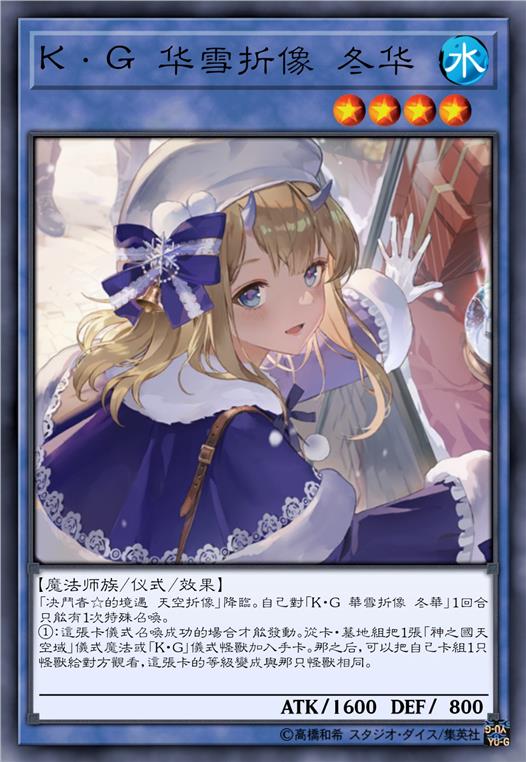 K・G 华雪折像 冬华
水
【魔法师族/仪式/效果】
「决鬥者☆的境遇 天空折像」降臨。自己對「K・G 華雪折像 冬華」1回合
只能有1次特殊召喚。
①：這張卡儀式召喚成功的場合才能發動。從卡・墓地組把1張「神之國天
空域」儀式魔法或「K・G」儀式怪獸加入手卡。那之后，可以把自己卡組1只
怪獸給對方觀看，這張卡的等級變成與那只怪獸相同。
ATK/1600 DEF/ 800
©高橋和希 スタジオ・ダイス/集英社
YU-G